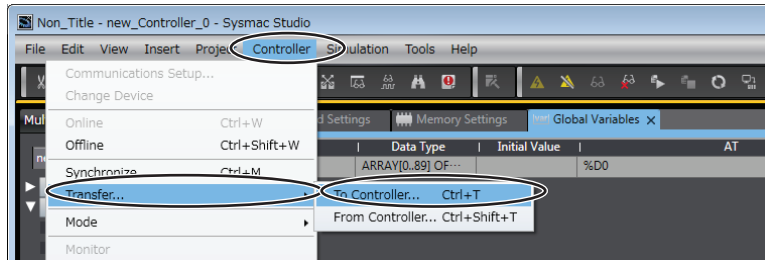 Non_Title - new_Controller_0 - Sysmac Studio
File Edit View Insert Project Controller Simulation Tools Help
Communications Setup...
Change Device
Online Ctrl+W
Offline Ctrl+Shift+W
Synchronize Ctrl+M
Transfer...
Mode
Monitor
To Controller... Ctrl+T
From Controller... Ctrl+Shift+T
Mul
d Settings Memory Settings Global Variables
ne
Data Type Initial Value AT
ARRAY[0..89] OF... %D0